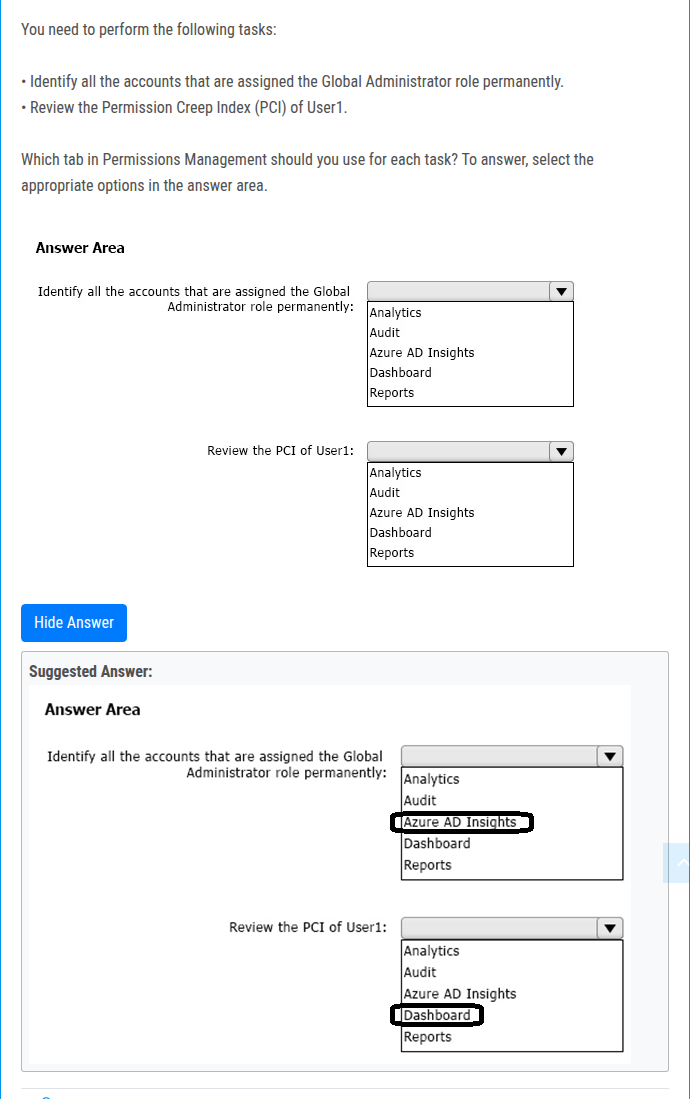 You need to perform the following tasks:
• Identify all the accounts that are assigned the Global Administrator role permanently.
• Review the Permission Creep Index (PCI) of User1.
Which tab in Permissions Management should you use for each task? To answer, select the
appropriate options in the answer area.
Answer Area
Identify all the accounts that are assigned the Global
Administrator role permanently:
Analytics
Audit
Azure AD Insights
Dashboard
Reports
Review the PCI of User1:
Analytics
Audit
Azure AD Insights
Dashboard
Reports
Hide Answer
Suggested Answer:
Answer Area
Identify all the accounts that are assigned the Global
Administrator role permanently:
Analytics
Audit
Azure AD Insights
Dashboard
Reports
Review the PCI of User1:
Analytics
Audit
Azure AD Insights
Dashboard
Reports